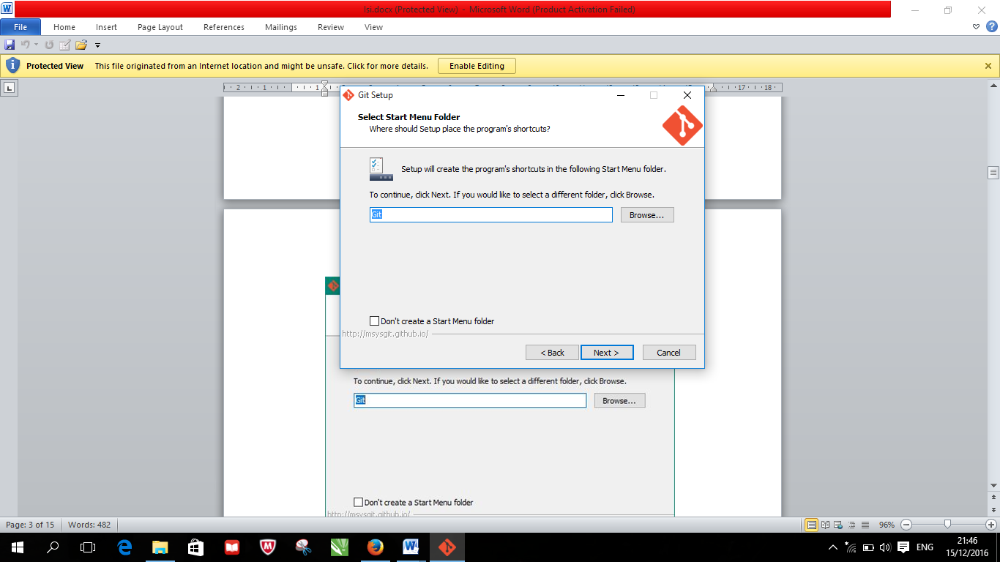 Isi.docx (Protected View) - Microsoft Word (Product Activation Failed)
File Home Insert Page Layout References Mailings Review View
Protected View This file originated from an Internet location and might be unsafe. Click for more details. Enable Editing
2 1 1 17 18
Git Setup
Select Start Menu Folder
Where should Setup place the program's shortcuts?
Setup will create the program's shortcuts in the following Start Menu folder.
To continue, click Next. If you would like to select a different folder, click Browse.
Git Browse...
Don't create a Start Menu folder
http://msysgit.github.io/
< Back Next > Cancel
To continue, click Next. If you would like to select a different folder, click Browse.
Git Browse...
Don't create a Start Menu folder
http://msysgit.github.io/
Page: 3 of 15 Words: 482 96%
ENG 21:46
15/12/2016